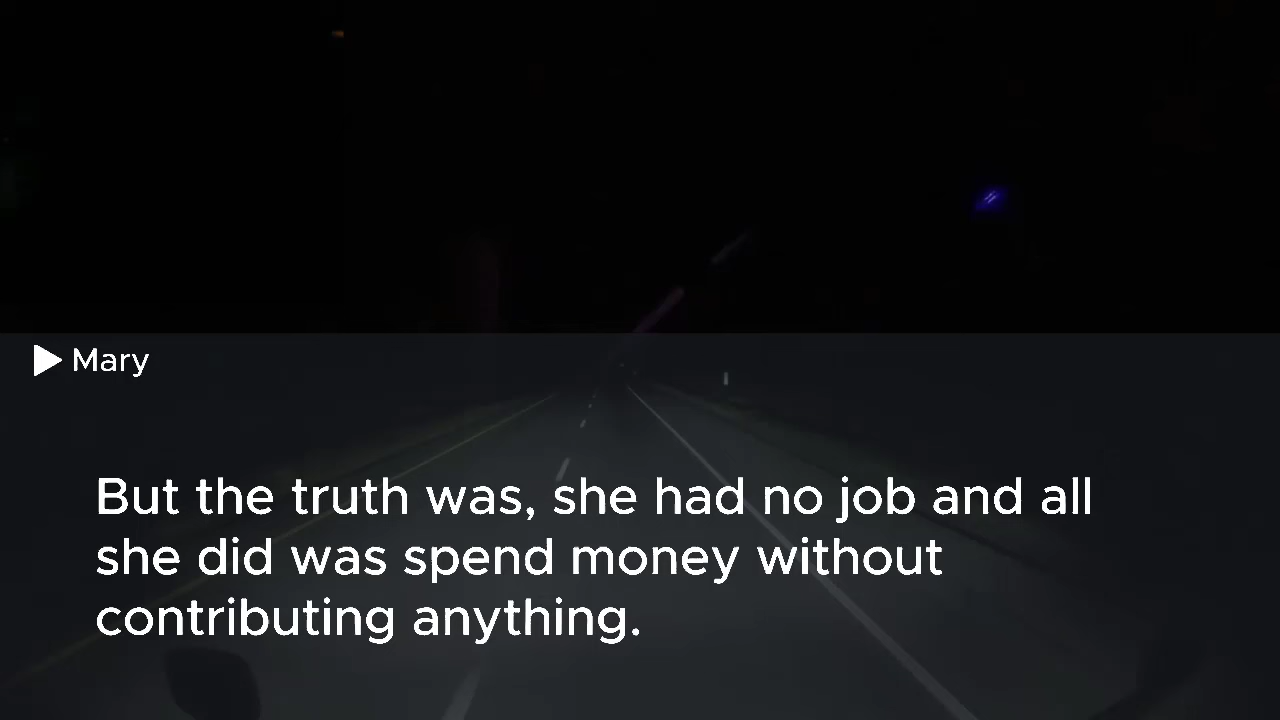 Mary
But the truth was, she had no job and all
she did was spend money without
contributing anything.